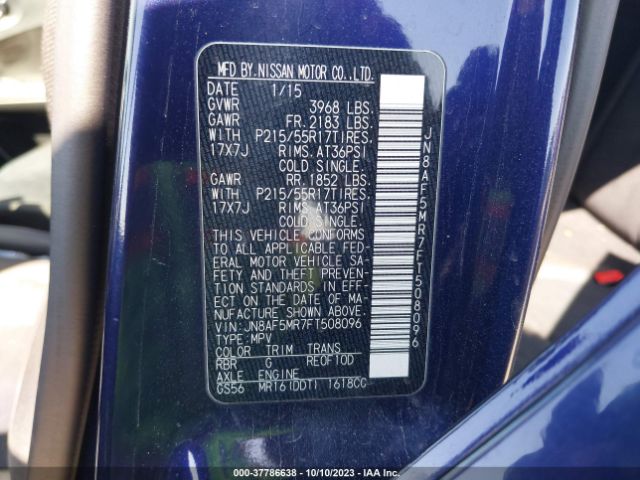 MFD BY.NISSAN MOTOR CO.,LTD.
DATE 1/15
GVWR 3968 LBS.
GAWR FR. 2183 LBS.
WITH P215/55R17TIRES.
17X7J RIMS. AT36PSI
COLD SINGLE.
GAWR RR. 1852 LBS.
WITH P215/55R17TIRES.
17X7J RIMS. AT36PSI
COLD SINGLE.
THIS VEHICLE CONFORMS
TO ALL APPLICABLE FED-
ERAL MOTOR VEHICLE SA-
FETY AND THEFT PREVEN-
TION STANDARDS IN EFF-
ECT ON THE DATE OF MA-
NUFACTURE SHOWN ABOVE.
VIN:JN8AF5MR7FT508096
TYPE:MPV
COLOR TRIM TRANS
RBR G RE0F10D
AXLE ENGINE
GS56 MR16(DDT) 1618CC
JN8AF5MR7FT508096
000-37786638 - 10/10/2023 - IAA Inc.